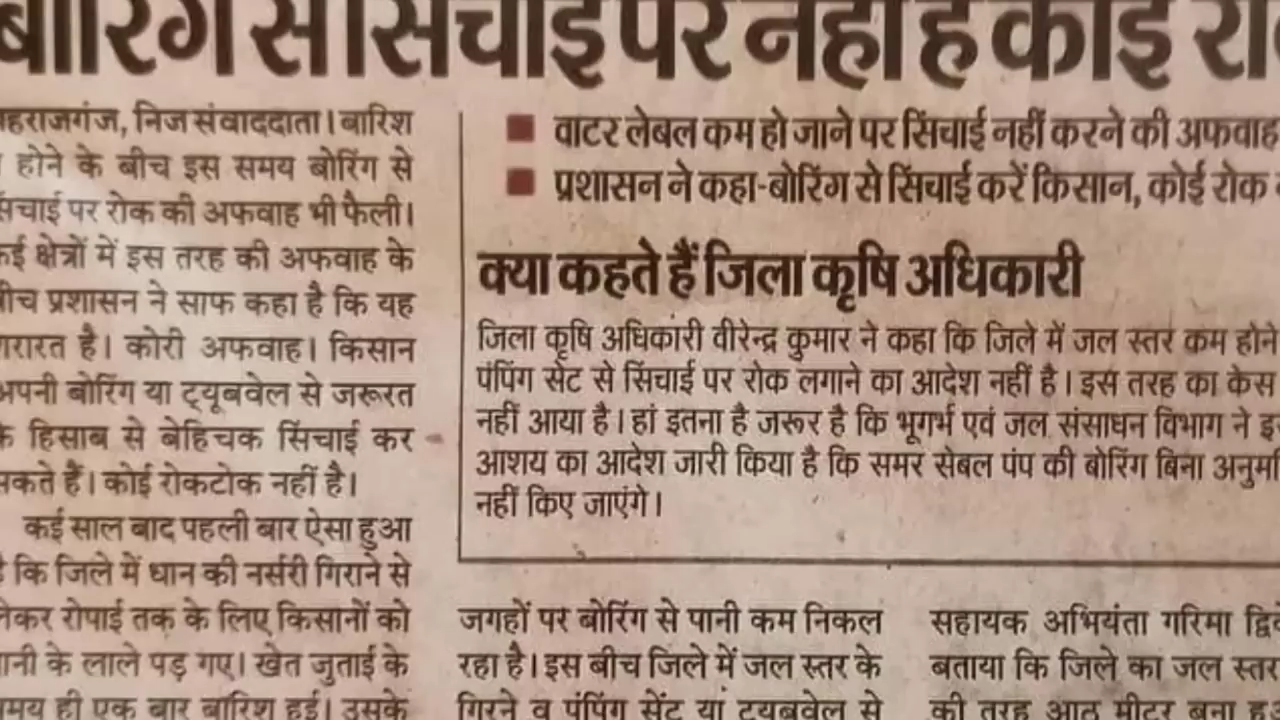 बोरिंग से सिंचाई पर नहीं है कोई
महराजगंज, निज संवाददाता। बारिश
होने के बीच इस समय बोरिंग से
सिंचाई पर रोक की अफवाह भी फैली।
कई क्षेत्रों में इस तरह की अफवाह के
बीच प्रशासन ने साफ कहा है कि यह
शरारत है। कोरी अफवाह। किसान
अपनी बोरिंग या ट्यूबवेल से जरूरत
के हिसाब से बेहिचक सिंचाई कर
सकते हैं। कोई रोकटोक नहीं है।
कई साल बाद पहली बार ऐसा हुआ
है कि जिले में धान की नर्सरी गिराने से
लेकर रोपाई तक के लिए किसानों को
पानी के लाले पड़ गए। खेत जुताई के
समय ही एक बार बारिश हुई। उसके
वाटर लेबल कम हो जाने पर सिंचाई नहीं करने की अफवाह
प्रशासन ने कहा-बोरिंग से सिंचाई करें किसान, कोई रोक
क्या कहते हैं जिला कृषि अधिकारी
जिला कृषि अधिकारी वीरेन्द्र कुमार ने कहा कि जिले में जल स्तर कम होने
पंपिंग सेट से सिंचाई पर रोक लगाने का आदेश नहीं है। इस तरह का केस
नहीं आया है। हां इतना है जरूर है कि भूगर्भ एवं जल संसाधन विभाग ने
आशय का आदेश जारी किया है कि समर सेबल पंप की बोरिंग बिना
नहीं किए जाएंगे।
जगहों पर बोरिंग से पानी कम निकल
रहा है। इस बीच जिले में जल स्तर के
गिरने व पंपिंग सेंट या ट्यूबवेल से
सहायक अभियंता गरिमा
बताया कि जिले का जल स्तर
की तरह आठ मीटर बना